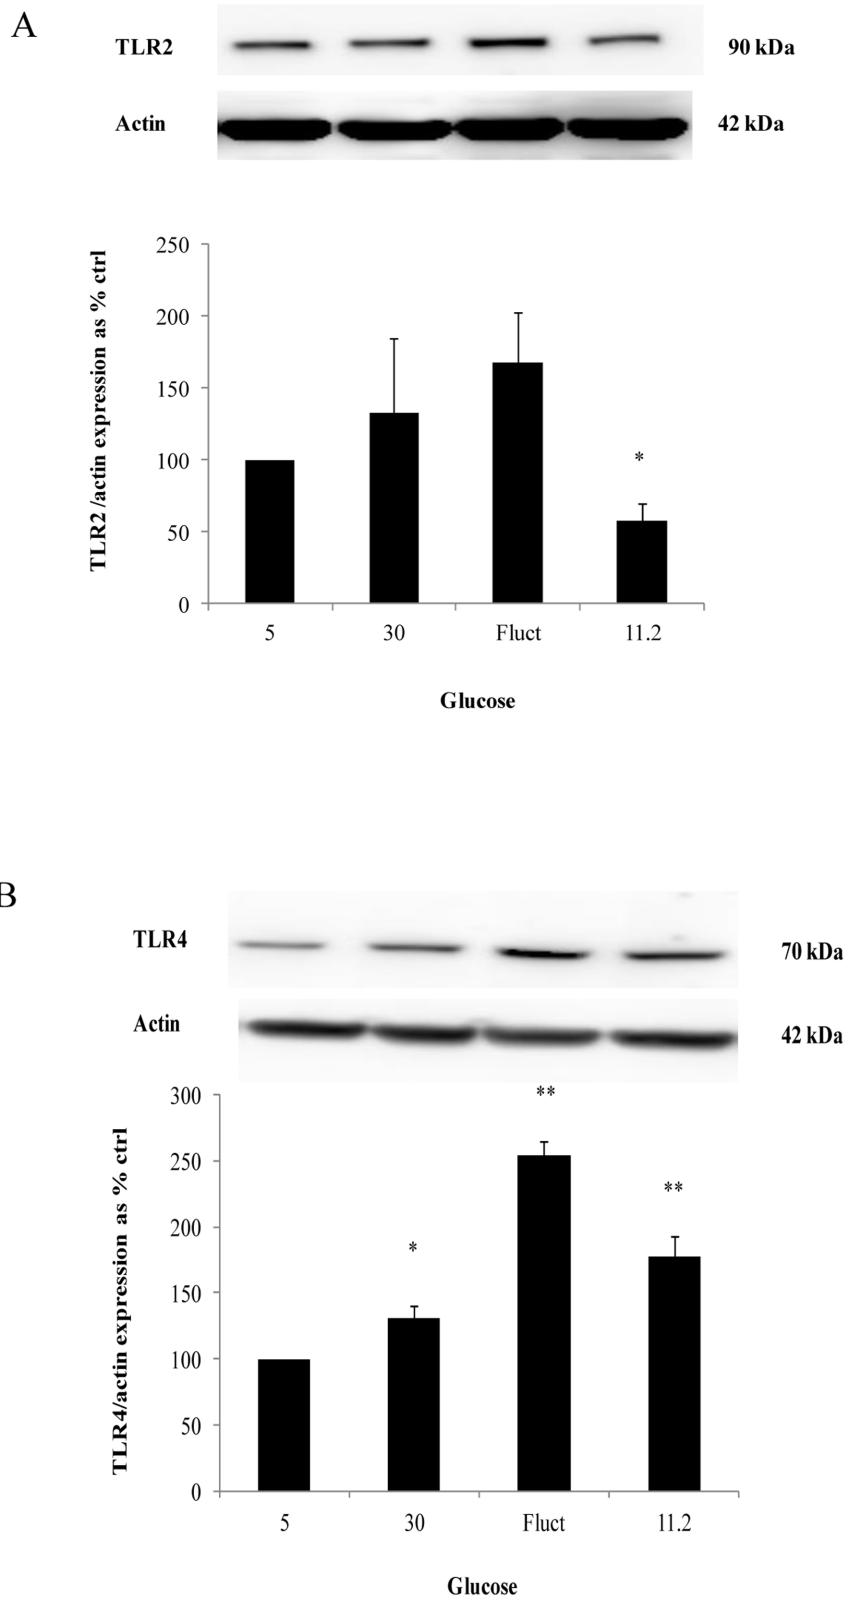 A
TLR2
90 kDa
Actin
42 kDa
TLR2 /actin expression as % ctrl
250
200
150
100
50
0
*
5
30
Fluct
11.2
Glucose
B
TLR4
70 kDa
Actin
42 kDa
TLR4/actin expression as % ctrl
300
250
200
150
100
50
0
*
**
**
5
30
Fluct
11.2
Glucose